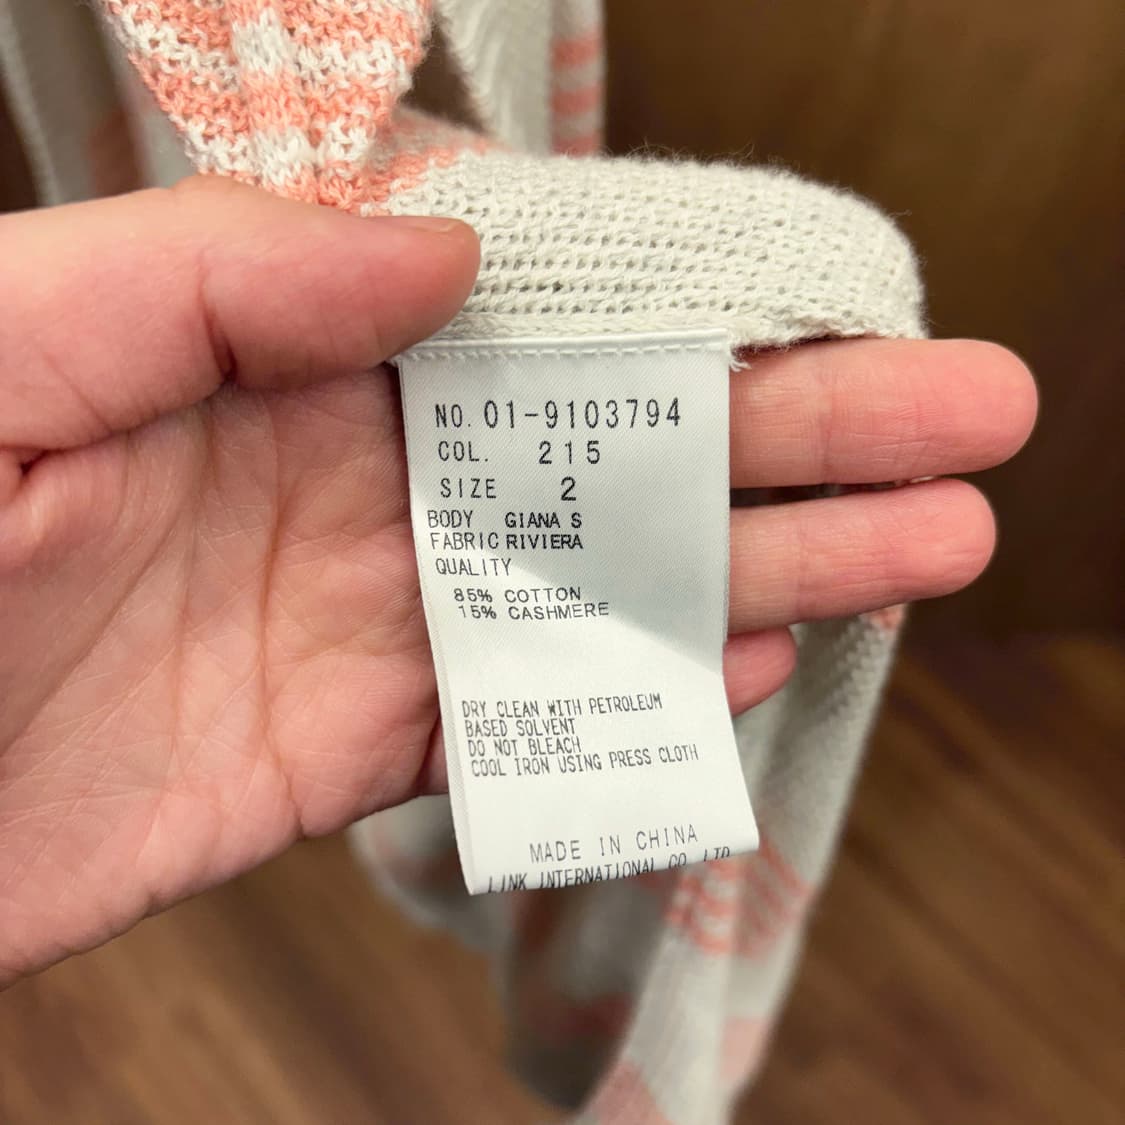 NO. 01-9103794
COL. 215
SIZE 2
BODY GIANA S
FABRIC RIVIERA
QUALITY
85% COTTON
15% CASHMERE
DRY CLEAN WITH PETROLEUM
BASED SOLVENT
DO NOT BLEACH
COOL IRON USING PRESS CLOTH
MADE IN CHINA
LINK INTERNATIONAL CO. LTD